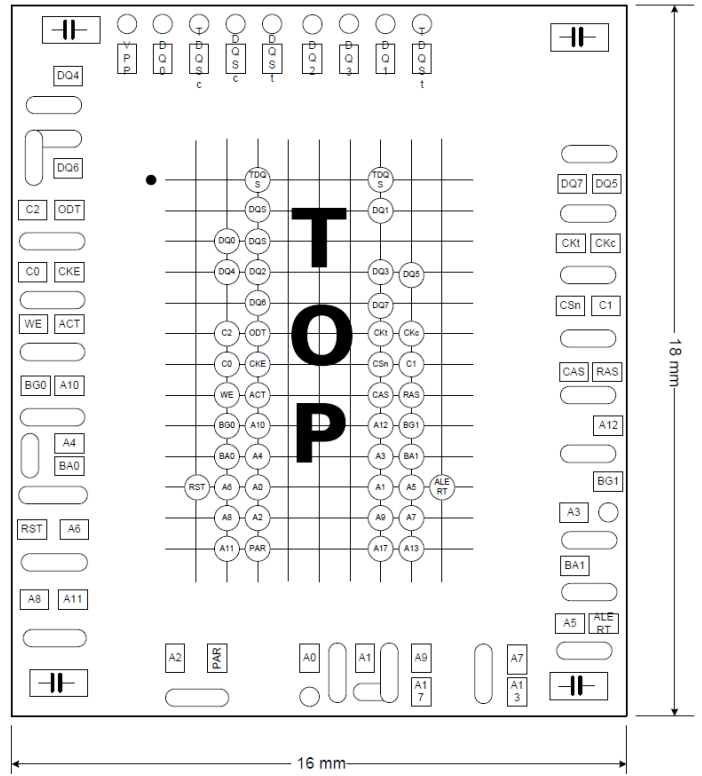 VPP DQ0 TDQSc DQSc DQSt DQ2 DQ3 DQ1 TDQSt
DQ4
DQ6
C2 ODT
C0 CKE
WE ACT
BG0 A10
A4
BA0
RST A6
A8 A11
TDQS TDQS
DQS DQ1
DQ0 DQS
DQ4 DQ2 DQ3 DQ5
DQ6 DQ7
C2 ODT CKt CKc
C0 CKE CSn C1
WE ACT CAS RAS
BG0 A10 A12 BG1
BA0 A4 A3 BA1
RST A6 A0 A1 A5 ALERT
A8 A2 A9 A7
A11 PAR A17 A13
TOP
DQ7 DQ5
CKt CKc
CSn C1
CAS RAS
A12
BG1
A3
BA1
A5 ALERT
A2 PAR A0 A1 A9 A7
A17 A13
18 mm
16 mm